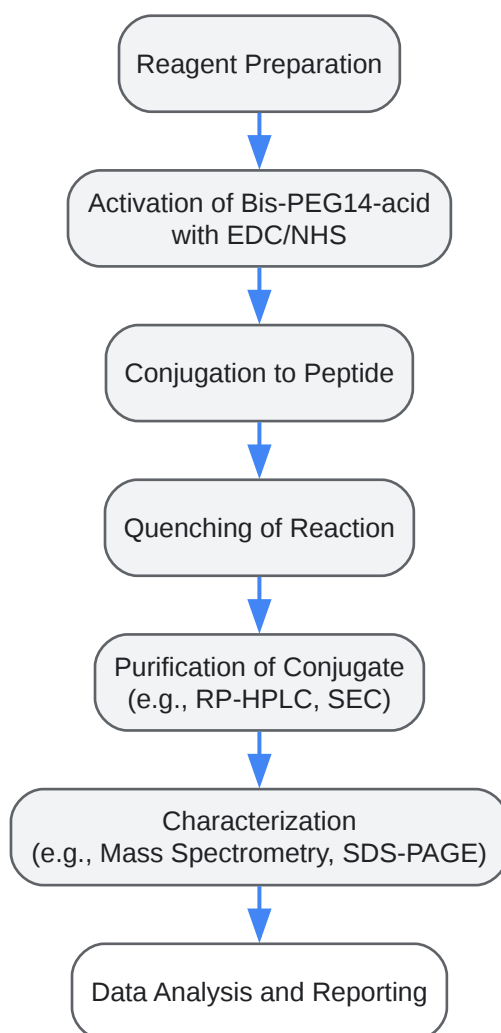 Reagent Preparation
Activation of Bis-PEG14-acid
with EDC/NHS
Conjugation to Peptide
Quenching of Reaction
Purification of Conjugate
(e.g., RP-HPLC, SEC)
Characterization
(e.g., Mass Spectrometry, SDS-PAGE)
Data Analysis and Reporting